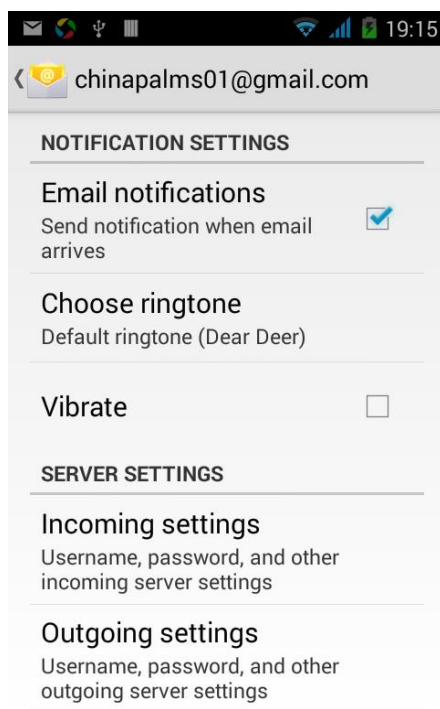 19:15
chinapalms01@gmail.com
NOTIFICATION SETTINGS
Email notifications
Send notification when email
arrives
Choose ringtone
Default ringtone (Dear Deer)
Vibrate
SERVER SETTINGS
Incoming settings
Username, password, and other
incoming server settings
Outgoing settings
Username, password, and other
outgoing server settings